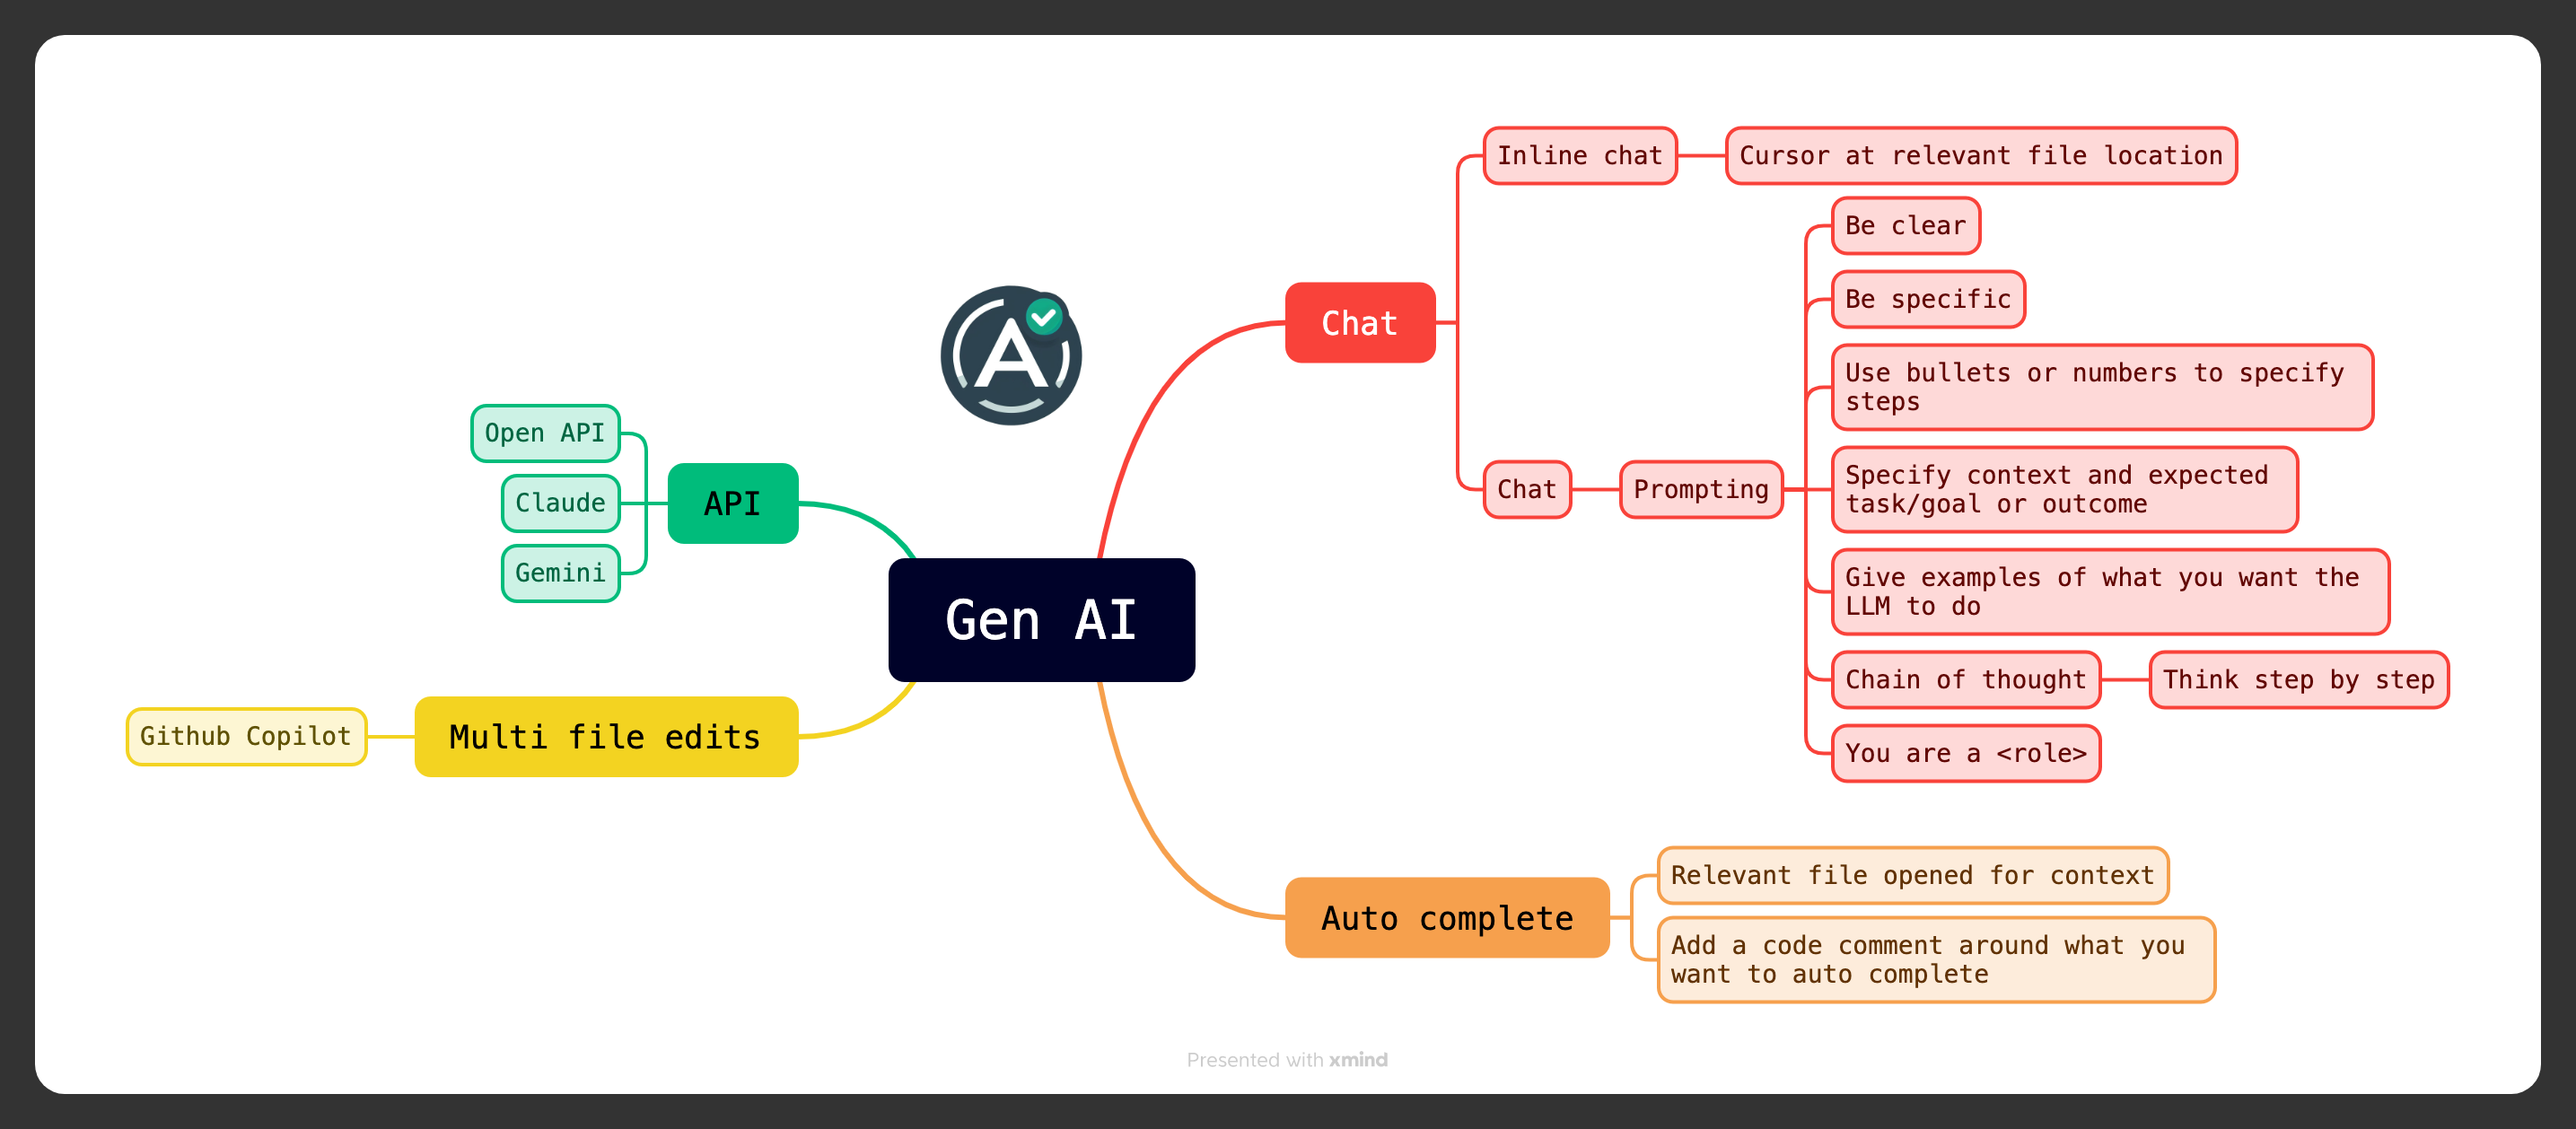 Inline chat
Cursor at relevant file location
Be clear
Be specific
Chat
Use bullets or numbers to specify
steps
Specify context and expected
task/goal or outcome
Chat
Prompting
Give examples of what you want the
LLM to do
Chain of thought
Think step by step
You are a <role>
A
Open API
Claude
Gemini
API
Gen AI
Github Copilot
Multi file edits
Auto complete
Relevant file opened for context
Add a code comment around what you
want to auto complete
Presented with xmind